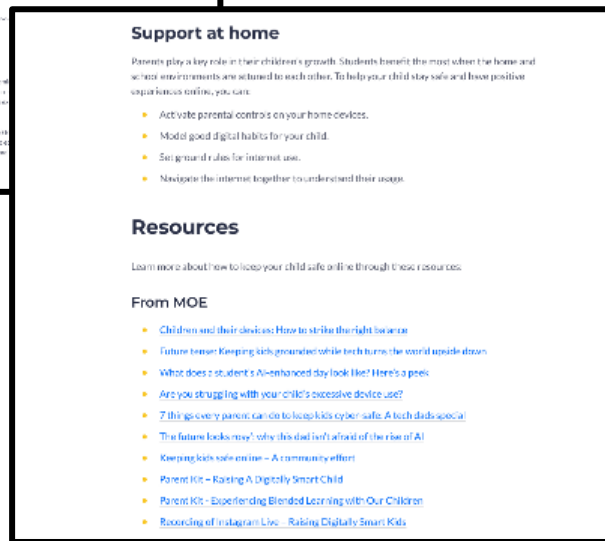 Support at home
Parents play a key role in their children's growth. Students benefit the most when the home and
school environments are attuned to each other. To help your child stay safe and have positive
experiences online, you can:
Activate parental controls on your home devices.
Model good digital habits for your child.
Set ground rules for internet use.
Navigate the internet together to understand their usage.
Resources
Learn more about how to keep your child safe online through these resources:
From MOE
Children and their devices: How to strike the right balance
Future tense: Keeping kids grounded while tech turns the world upside down
What does a student's AI-enhanced day look like? Here's a peek
Are you struggling with your child's excessive device use?
7 things every parent can do to keep kids cyber-safe: A tech dads special
The future looks rosy': why this dad isn't afraid of the rise of AI
Keeping kids safe online – A community effort
Parent Kit – Raising A Digitally Smart Child
Parent Kit - Experiencing Blended Learning with Our Children
Recording of Instagram Live – Raising Digitally Smart Kids